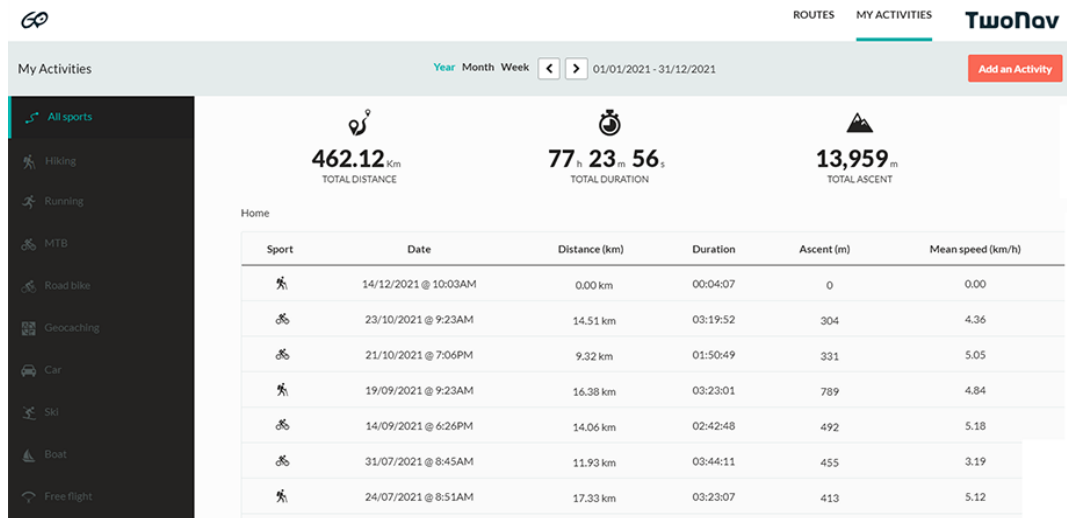 ROUTES MY ACTIVITIES TwoNav
My Activities Year Month Week 01/01/2021 - 31/12/2021 Add an Activity
All sports
Hiking
Running
MTB
Road bike
Geocaching
Car
Ski
Boat
Free flight
462.12 Km 77 h 23 m 56 s 13,959 m
TOTAL DISTANCE TOTAL DURATION TOTAL ASCENT
Home
Sport Date Distance (km) Duration Ascent (m) Mean speed (km/h)
14/12/2021 @ 10:03AM 0.00 km 00:04:07 0 0.00
23/10/2021 @ 9:23AM 14.51 km 03:19:52 304 4.36
21/10/2021 @ 7:06PM 9.32 km 01:50:49 331 5.05
19/09/2021 @ 9:23AM 16.38 km 03:23:01 789 4.84
14/09/2021 @ 6:26PM 14.06 km 02:42:48 492 5.18
31/07/2021 @ 8:45AM 11.93 km 03:44:11 455 3.19
24/07/2021 @ 8:51AM 17.33 km 03:23:07 413 5.12